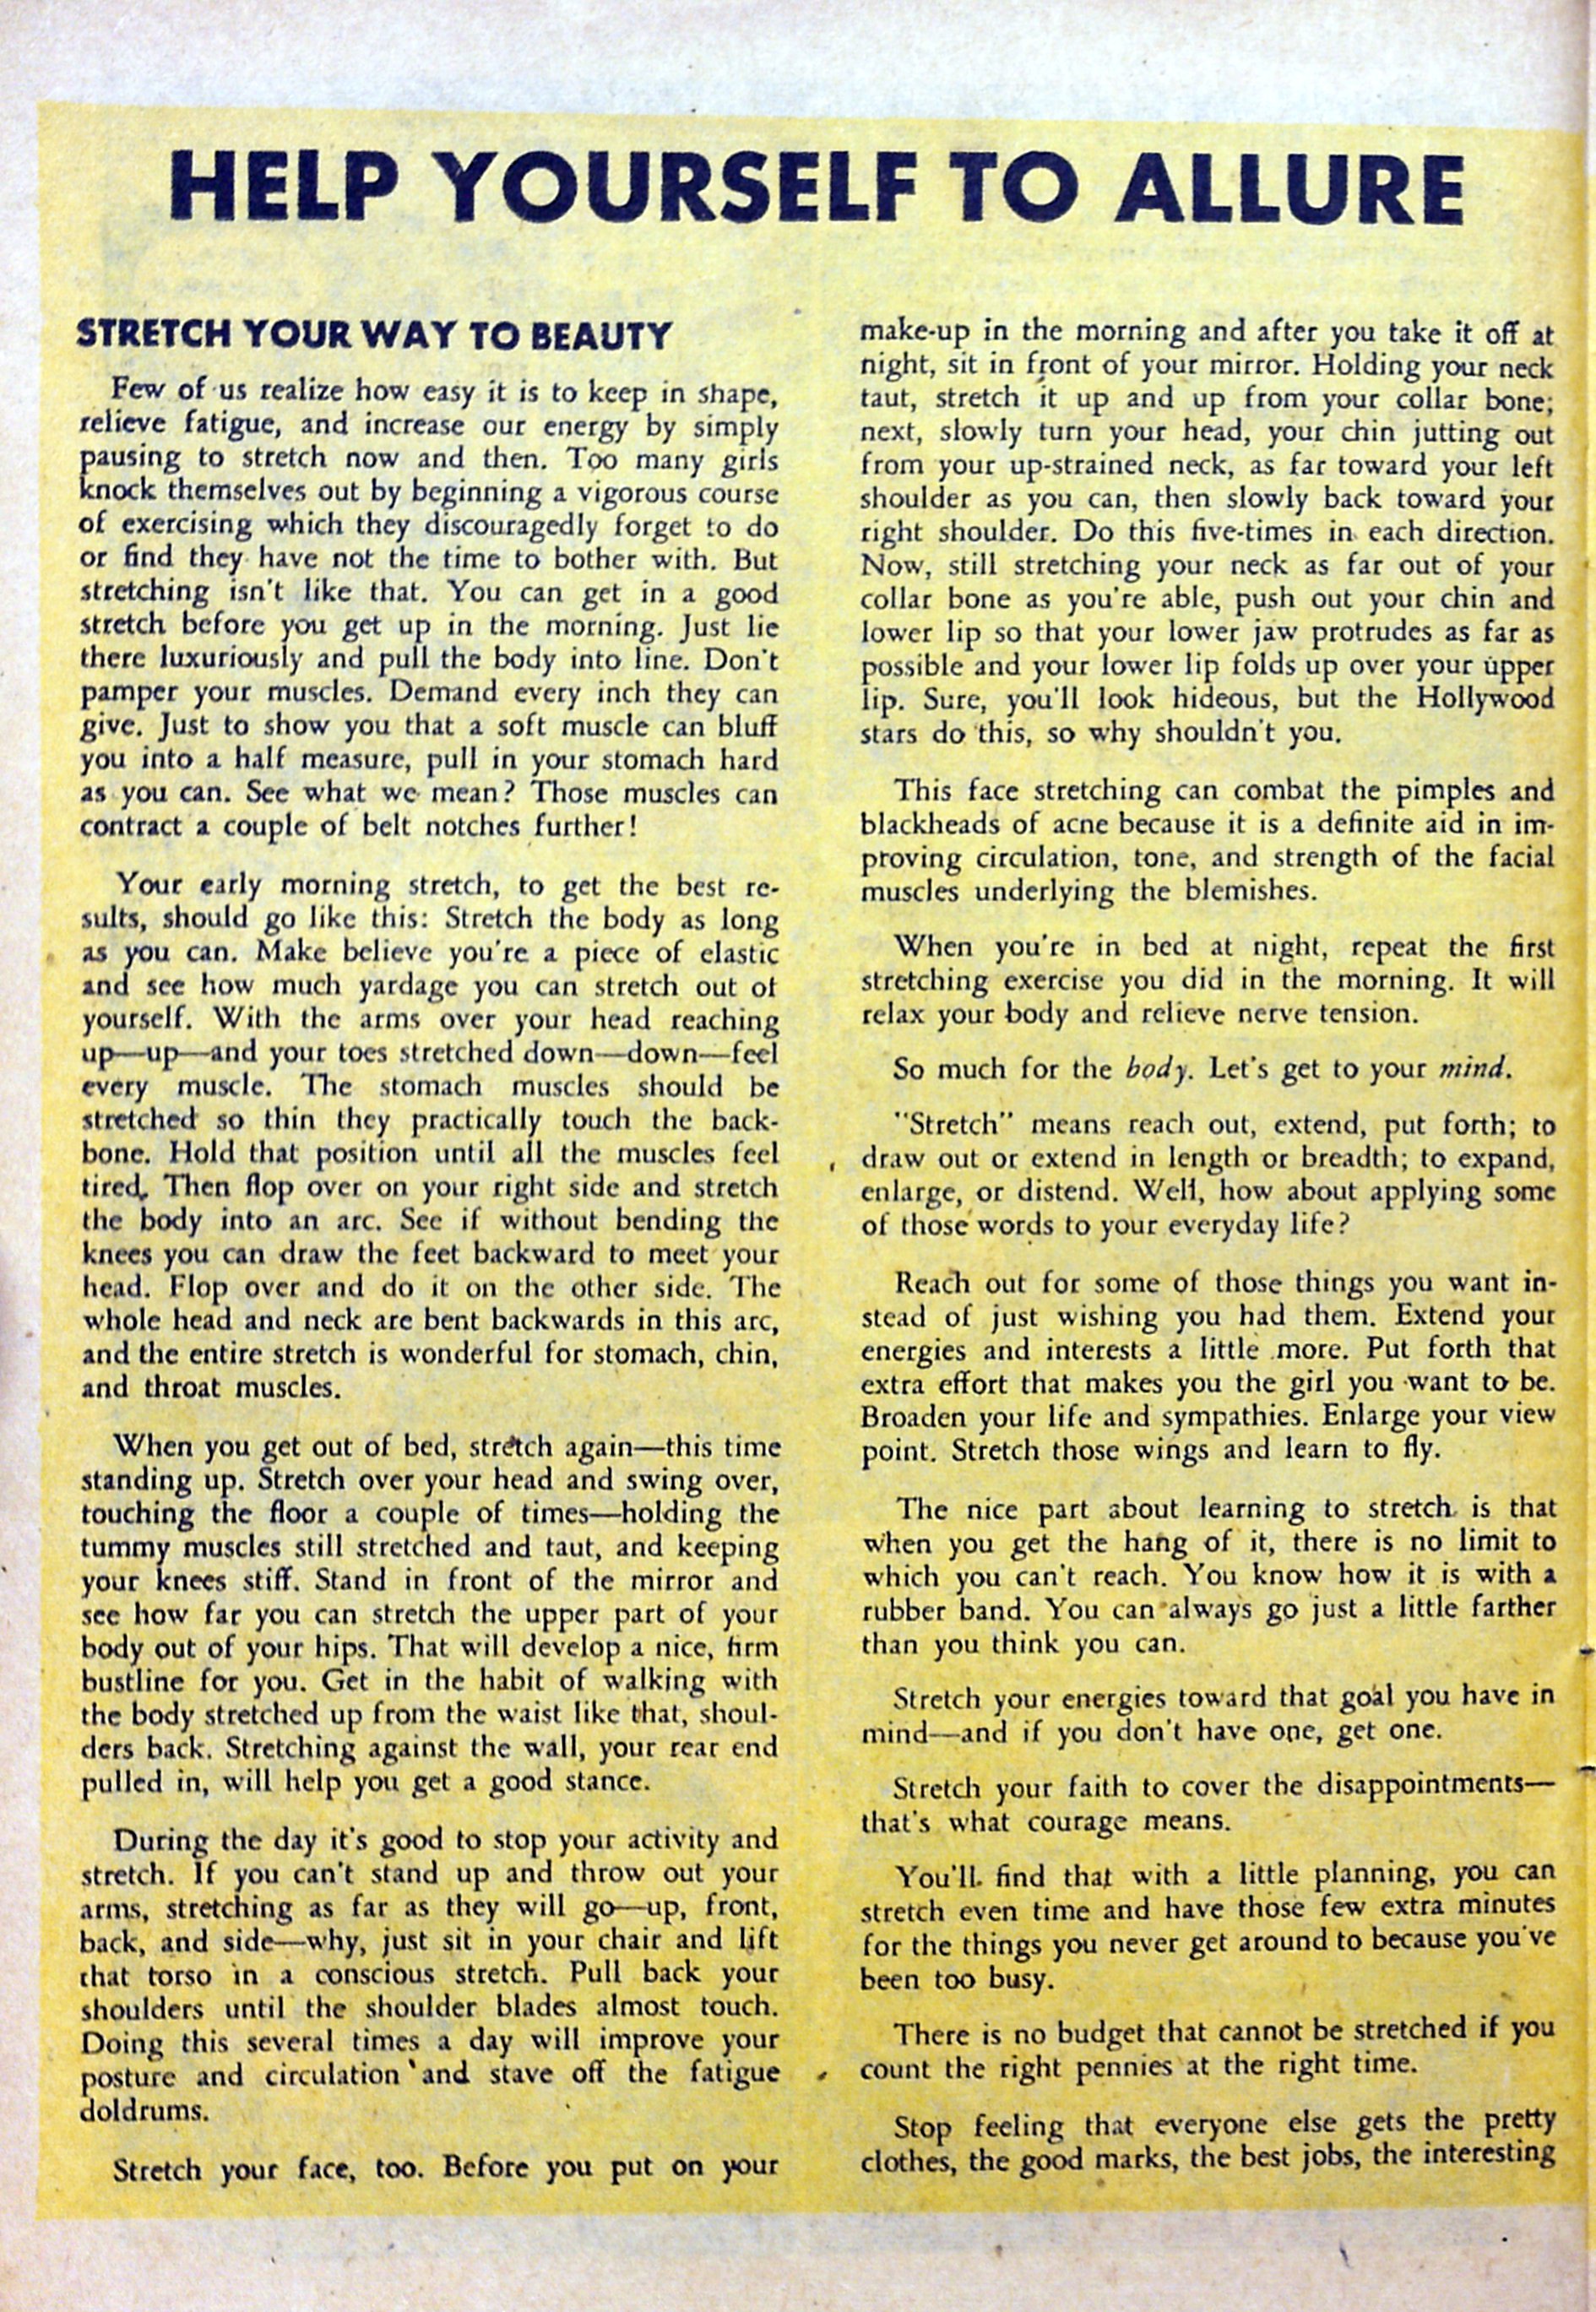 HELP YOURSELF TO ALLURE
STRETCH YOUR WAY TO BEAUTY
Few of us realize how easy it is to keep in shape,
relieve fatigue, and increase our energy by simply
pausing to stretch now and then. Too many girls
knock themselves out by beginning a vigorous course
of exercising which they discouragedly forget to do
or find they have not the time to bother with. But
stretching isn't like that. You can get in a good
stretch before you get up in the morning. Just lie
there luxuriously and pull the body into line. Don't
pamper your muscles. Demand every inch they can
give. Just to show you that a soft muscle can bluff
you into a half measure, pull in your stomach hard
as you can. See what we mean? Those muscles can
contract a couple of belt notches further!
Your early morning stretch, to get the best re-
sults, should go like this: Stretch the body as long
as you can. Make believe you're a piece of elastic
and see how much yardage you can stretch out of
yourself. With the arms over your head reaching
up—up—and your toes stretched down—down—feel
every muscle. The stomach muscles should be
stretched so thin they practically touch the back-
bone. Hold that position until all the muscles feel
tired. Then flop over on your right side and stretch
the body into an arc. See if without bending the
knees you can draw the feet backward to meet your
head. Flop over and do it on the other side. The
whole head and neck are bent backwards in this arc,
and the entire stretch is wonderful for stomach, chin,
and throat muscles.
When you get out of bed, stretch again—this time
standing up. Stretch over your head and swing over,
touching the floor a couple of times—holding the
tummy muscles still stretched and taut, and keeping
your knees stiff. Stand in front of the mirror and
see how far you can stretch the upper part of your
body out of your hips. That will develop a nice, firm
bustline for you. Get in the habit of walking with
the body stretched up from the waist like that, shoul-
ders back. Stretching against the wall, your rear end
pulled in, will help you get a good stance.
During the day it's good to stop your activity and
stretch. If you can't stand up and throw out your
arms, stretching as far as they will go—up, front,
back, and side—why, just sit in your chair and lift
that torso in a conscious stretch. Pull back your
shoulders until the shoulder blades almost touch.
Doing this several times a day will improve your
posture and circulation and stave off the fatigue
doldrums.
Stretch your face, too. Before you put on your
make-up in the morning and after you take it off at
night, sit in front of your mirror. Holding your neck
taut, stretch it up and up from your collar bone;
next, slowly turn your head, your chin jutting out
from your up-strained neck, as far toward your left
shoulder as you can, then slowly back toward your
right shoulder. Do this five-times in each direction.
Now, still stretching your neck as far out of your
collar bone as you're able, push out your chin and
lower lip so that your lower jaw protrudes as far as
possible and your lower lip folds up over your upper
lip. Sure, you'll look hideous, but the Hollywood
stars do this, so why shouldn't you.
This face stretching can combat the pimples and
blackheads of acne because it is a definite aid in im-
proving circulation, tone, and strength of the facial
muscles underlying the blemishes.
When you're in bed at night, repeat the first
stretching exercise you did in the morning. It will
relax your body and relieve nerve tension.
So much for the body. Let's get to your mind.
"Stretch" means reach out, extend, put forth; to
draw out or extend in length or breadth; to expand,
enlarge, or distend. Well, how about applying some
of those words to your everyday life?
Reach out for some of those things you want in-
stead of just wishing you had them. Extend your
energies and interests a little more. Put forth that
extra effort that makes you the girl you want to be.
Broaden your life and sympathies. Enlarge your view
point. Stretch those wings and learn to fly.
The nice part about learning to stretch is that
when you get the hang of it, there is no limit to
which you can't reach. You know how it is with a
rubber band. You can always go just a little farther
than you think you can.
Stretch your energies toward that goal you have in
mind—and if you don't have one, get one.
Stretch your faith to cover the disappointments—
that's what courage means.
You'll find that with a little planning, you can
stretch even time and have those few extra minutes
for the things you never get around to because you've
been too busy.
There is no budget that cannot be stretched if you
count the right pennies at the right time.
Stop feeling that everyone else gets the pretty
clothes, the good marks, the best jobs, the interesting